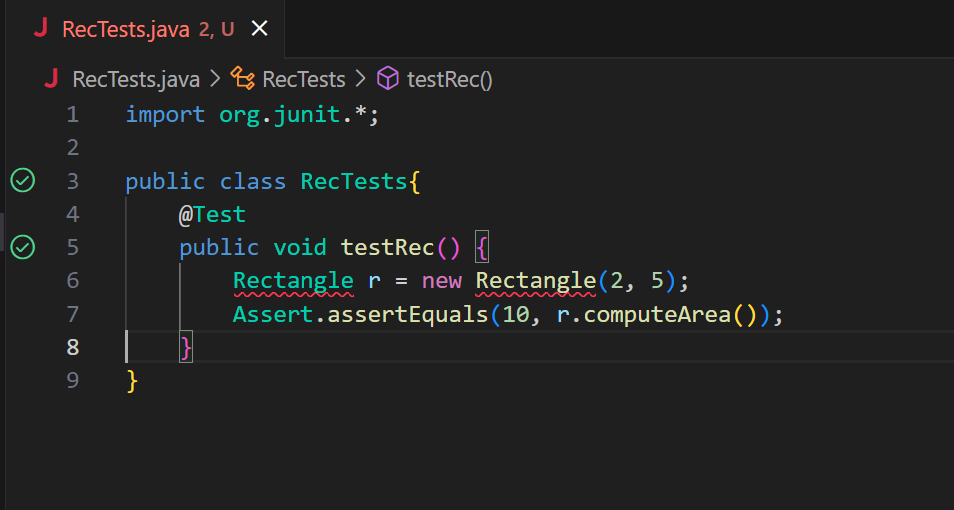 RecTests.java 2, U
RecTests.java > RecTests > testRec()
1 import org.junit.*;
2
3 public class RecTests{
4     @Test
5     public void testRec() {
6         Rectangle r = new Rectangle(2, 5);
7         Assert.assertEquals(10, r.computeArea());
8     }
9 }